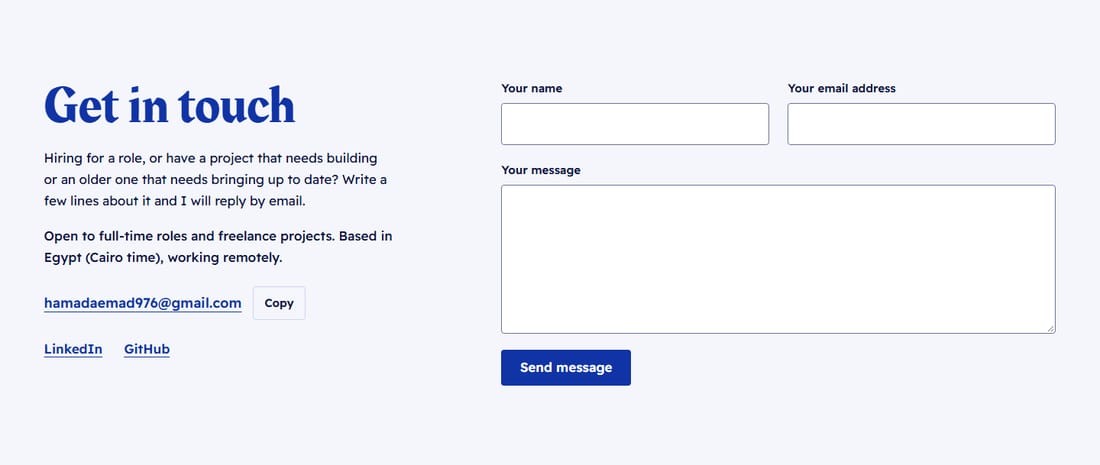 Get in touch
Hiring for a role, or have a project that needs building
or an older one that needs bringing up to date? Write a
few lines about it and I will reply by email.
Open to full-time roles and freelance projects. Based in
Egypt (Cairo time), working remotely.
hamadaemad976@gmail.com Copy
LinkedIn GitHub
Your name
Your email address
Your message
Send message